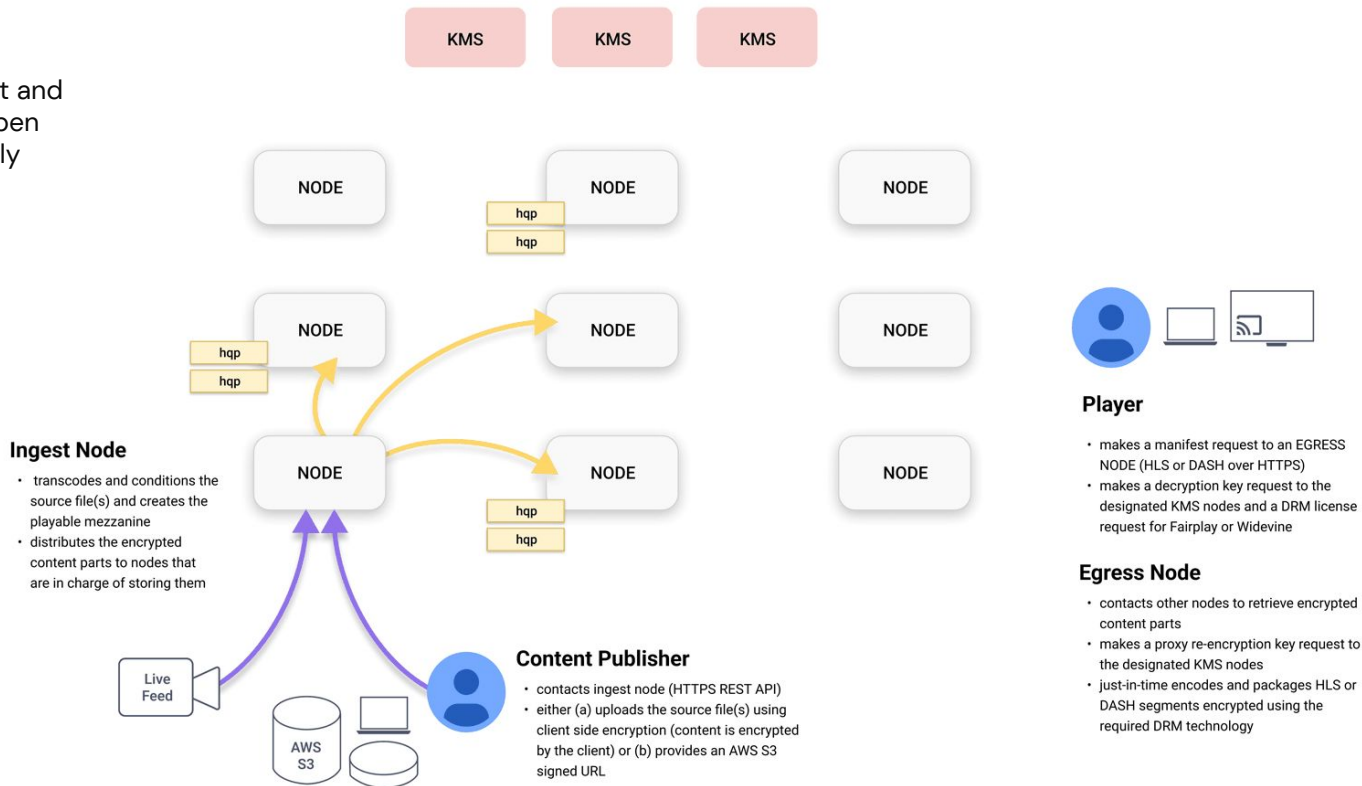 KMS KMS KMS
t and
pen
ly
NODE NODE NODE
hqp
hqp
NODE NODE NODE
hqp
hqp
Ingest Node
• transcodes and conditions the
source file(s) and creates the
playable mezzanine
• distributes the encrypted
content parts to nodes that
are in charge of storing them
NODE NODE NODE
hqp
hqp
Live
Feed
AWS
S3
Content Publisher
• contacts ingest node (HTTPS REST API)
• either (a) uploads the source file(s) using
client side encryption (content is encrypted
by the client) or (b) provides an AWS S3
signed URL
Player
• makes a manifest request to an EGRESS
NODE (HLS or DASH over HTTPS)
• makes a decryption key request to the
designated KMS nodes and a DRM license
request for Fairplay or Widevine
Egress Node
• contacts other nodes to retrieve encrypted
content parts
• makes a proxy re-encryption key request to
the designated KMS nodes
• just-in-time encodes and packages HLS or
DASH segments encrypted using the
required DRM technology